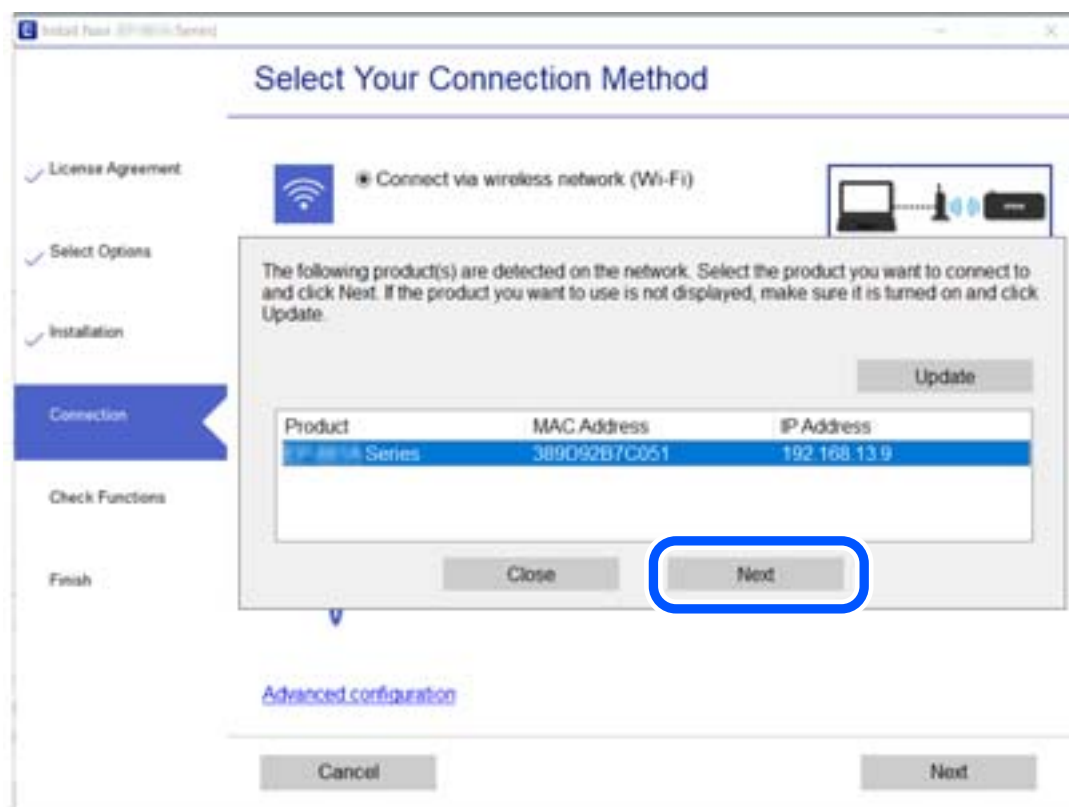 Install Navi
Series]
Select Your Connection Method
License Agreement
Select Options
Installation
Connection
Check Functions
Finish
Connect via wireless network (Wi-Fi)
The following product(s) are detected on the network. Select the product you want to connect to
and click Next. If the product you want to use is not displayed, make sure it is turned on and click
Update.
Update
Product MAC Address IP Address
Series 389D92B7C051 192.168.13.9
Close Next
Advanced configuration
Cancel Next